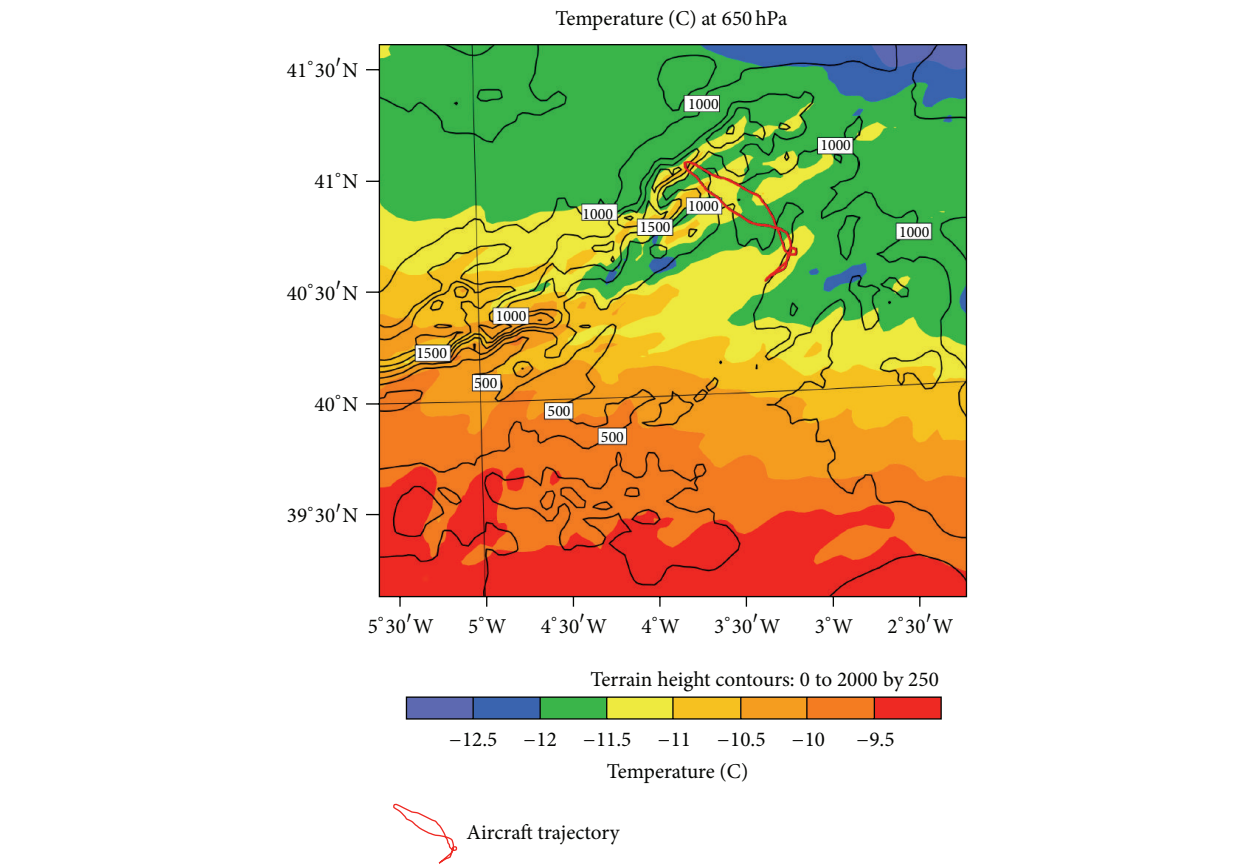 Temperature (C) at 650 hPa
41°30′N
1000
1000
41°N
1000
1000
1500
1000
40°30′N
1000
1500
500
40°N
500
500
39°30′N
5°30′W 5°W 4°30′W 4°W 3°30′W 3°W 2°30′W
Terrain height contours: 0 to 2000 by 250
−12.5 −12 −11.5 −11 −10.5 −10 −9.5
Temperature (C)
Aircraft trajectory